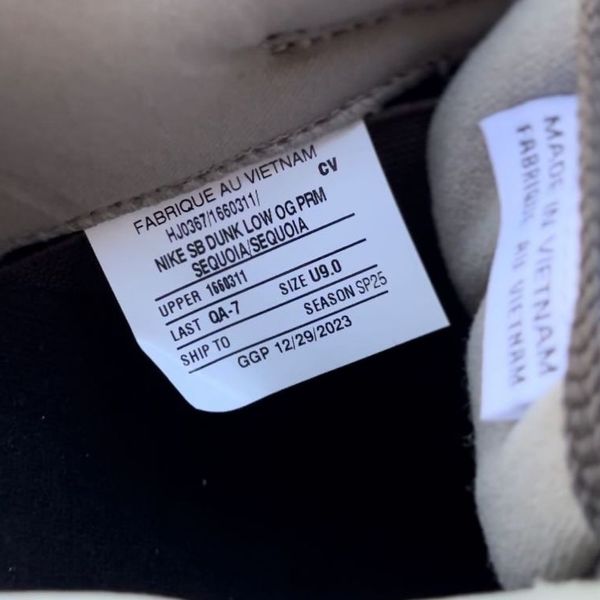 FABRIQUE AU VIETNAM
HJ0367/1660311/ CV
NIKE SB DUNK LOW OG PRM
SEQUOIA/SEQUOIA
UPPER 1660311
LAST QA-7 SIZE U9.0
SHIP TO SEASON SP25
GGP 12/29/2023
MADE IN VIETNAM
FABRIQUE AU VIETNAM